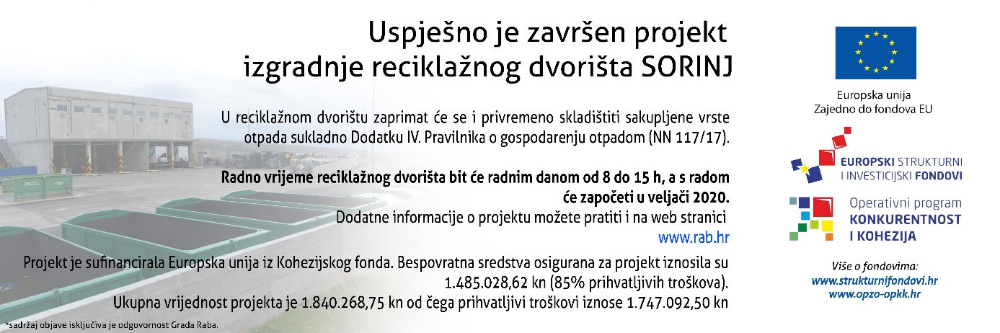 Uspješno je završen projekt
izgradnje reciklažnog dvorišta SORINJ
U reciklažnom dvorištu zaprimat će se i privremeno skladištiti sakupljene vrste
otpada sukladno Dodatku IV. Pravilnika o gospodarenju otpadom (NN 117/17).
Radno vrijeme reciklažnog dvorišta bit će radnim danom od 8 do 15 h, a s radom
će započeti u veljači 2020.
Dodatne informacije o projektu možete pratiti i na web stranici
www.rab.hr
Projekt je sufinancirala Europska unija iz Kohezijskog fonda. Bespovratna sredstva osigurana za projekt iznosila su
1.485.028,62 kn (85% prihvatljivih troškova).
Ukupna vrijednost projekta je 1.840.268,75 kn od čega prihvatljivi troškovi iznose 1.747.092,50 kn
*sadržaj objave isključiva je odgovornost Grada Raba.
Europska unija
Zajedno do fondova EU
EUROPSKI STRUKTURNI
I INVESTICIJSKI FONDOVI
Operativni program
KONKURENTNOST
I KOHEZIJA
Više o fondovima:
www.strukturnifondovi.hr
www.opzo-opkk.hr